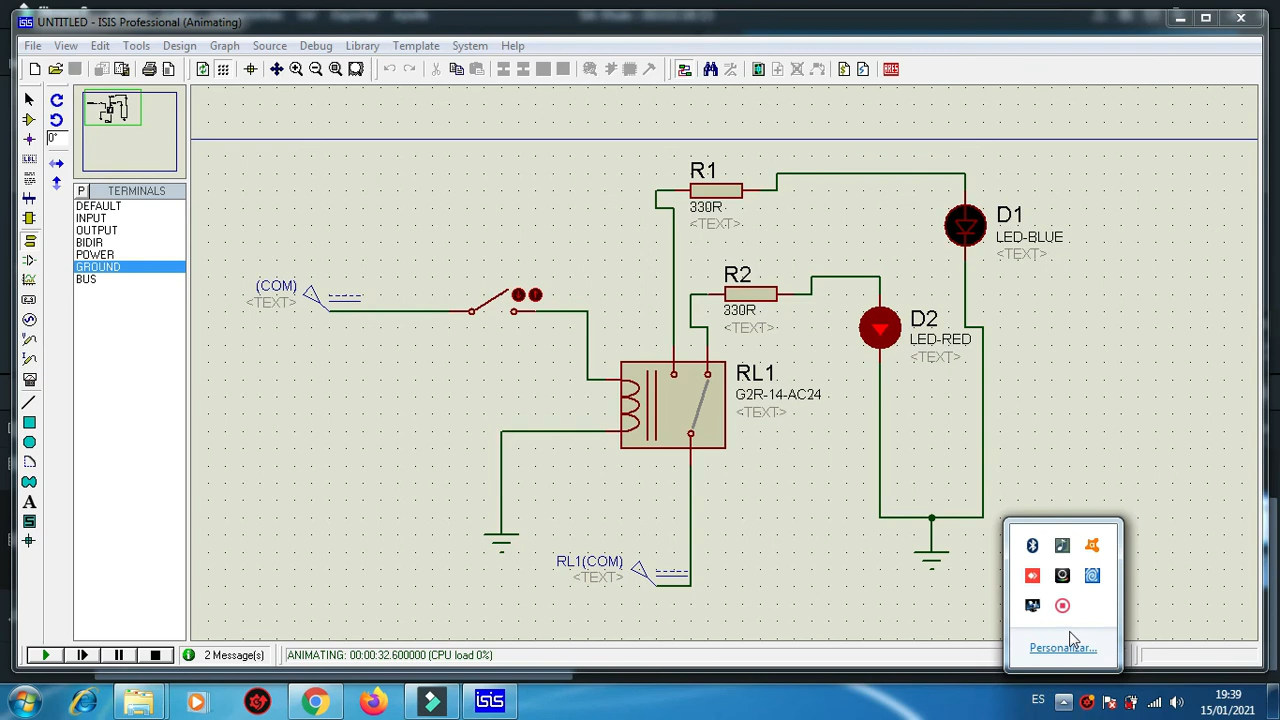 UNTITLED - ISIS Professional (Animating)
File View Edit Tools Design Graph Source Debug Library Template System Help
0°
P TERMINALS
DEFAULT
INPUT
OUTPUT
BIDIR
POWER
GROUND
BUS
LBL
A
R1
330R
<TEXT>
D1
LED-BLUE
<TEXT>
R2
330R
<TEXT>
(COM)
<TEXT>
D2
LED-RED
<TEXT>
RL1
G2R-14-AC24
<TEXT>
RL1(COM)
<TEXT>
Personalizar...
2 Message(s) ANIMATING: 00:00:32.600000 (CPU load 0%)
isis
ES
19:39
15/01/2021